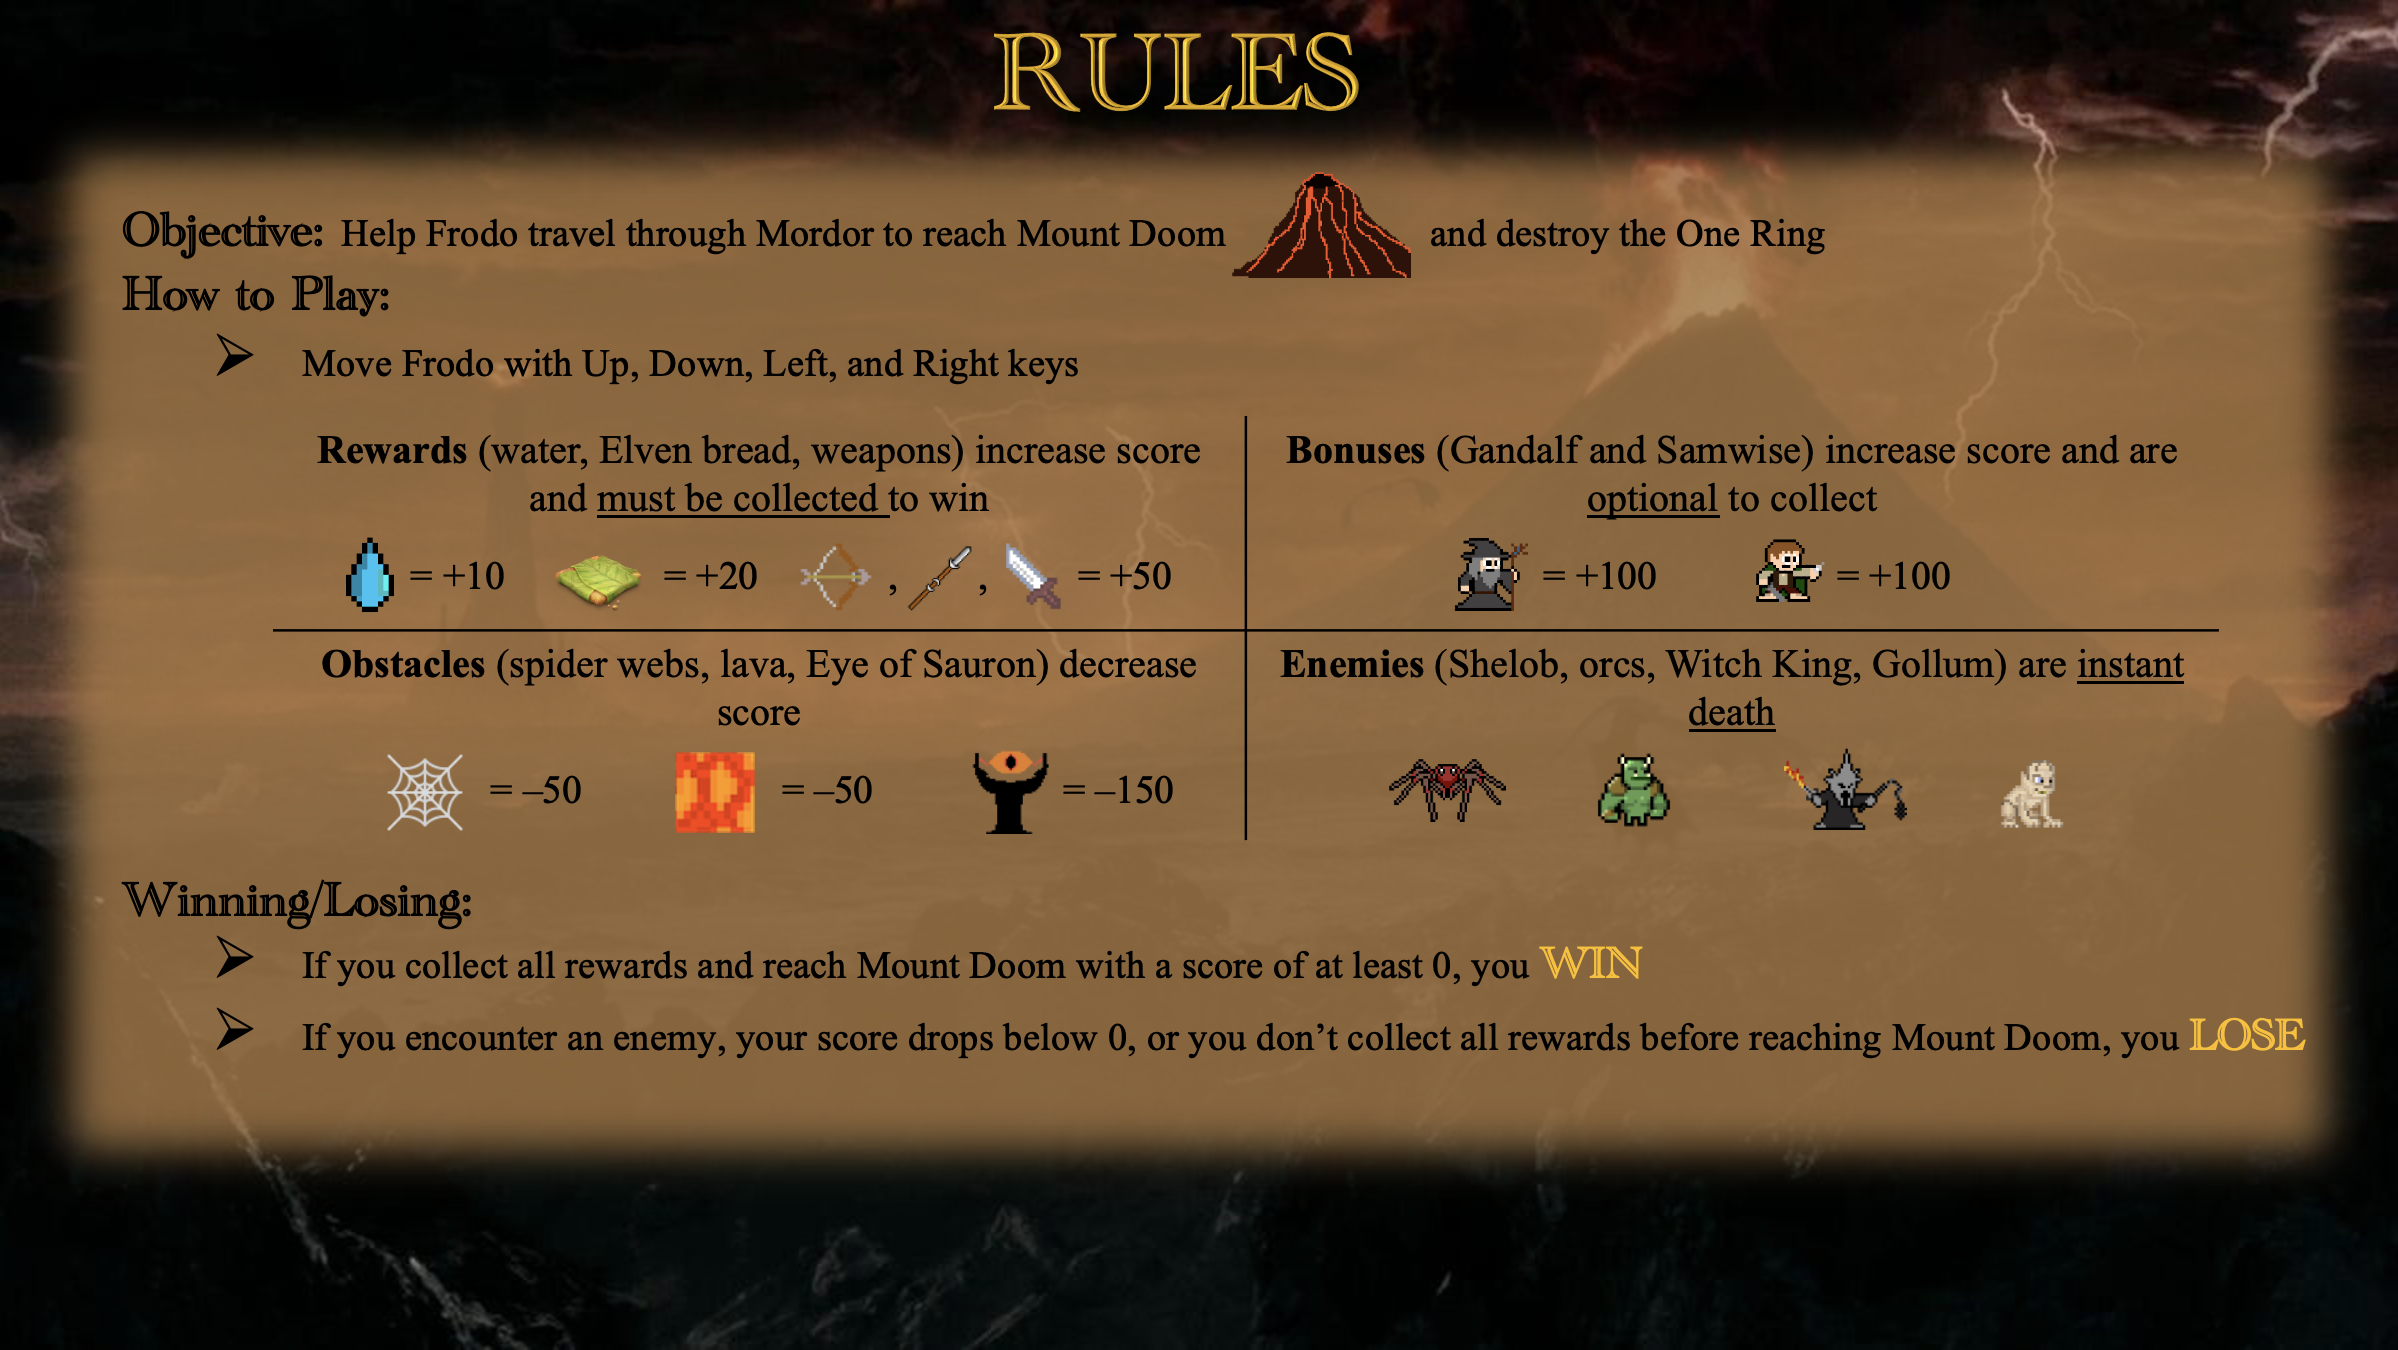 RULES
Objective: Help Frodo travel through Mordor to reach Mount Doom and destroy the One Ring
How to Play:
Move Frodo with Up, Down, Left, and Right keys
Rewards (water, Elven bread, weapons) increase score
and must be collected to win
= +10 = +20 , , = +50
Bonuses (Gandalf and Samwise) increase score and are
optional to collect
= +100 = +100
Obstacles (spider webs, lava, Eye of Sauron) decrease
score
= –50 = –50 = –150
Enemies (Shelob, orcs, Witch King, Gollum) are instant
death
Winning/Losing:
If you collect all rewards and reach Mount Doom with a score of at least 0, you WIN
If you encounter an enemy, your score drops below 0, or you don’t collect all rewards before reaching Mount Doom, you LOSE